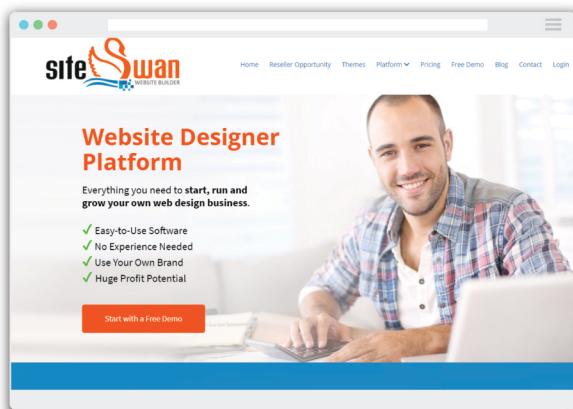 siteSwan
WEBSITE BUILDER
Home Reseller Opportunity Themes Platform Pricing Free Demo Blog Contact Login
Website Designer
Platform
Everything you need to start, run and
grow your own web design business.
✓ Easy-to-Use Software
✓ No Experience Needed
✓ Use Your Own Brand
✓ Huge Profit Potential
Start with a Free Demo